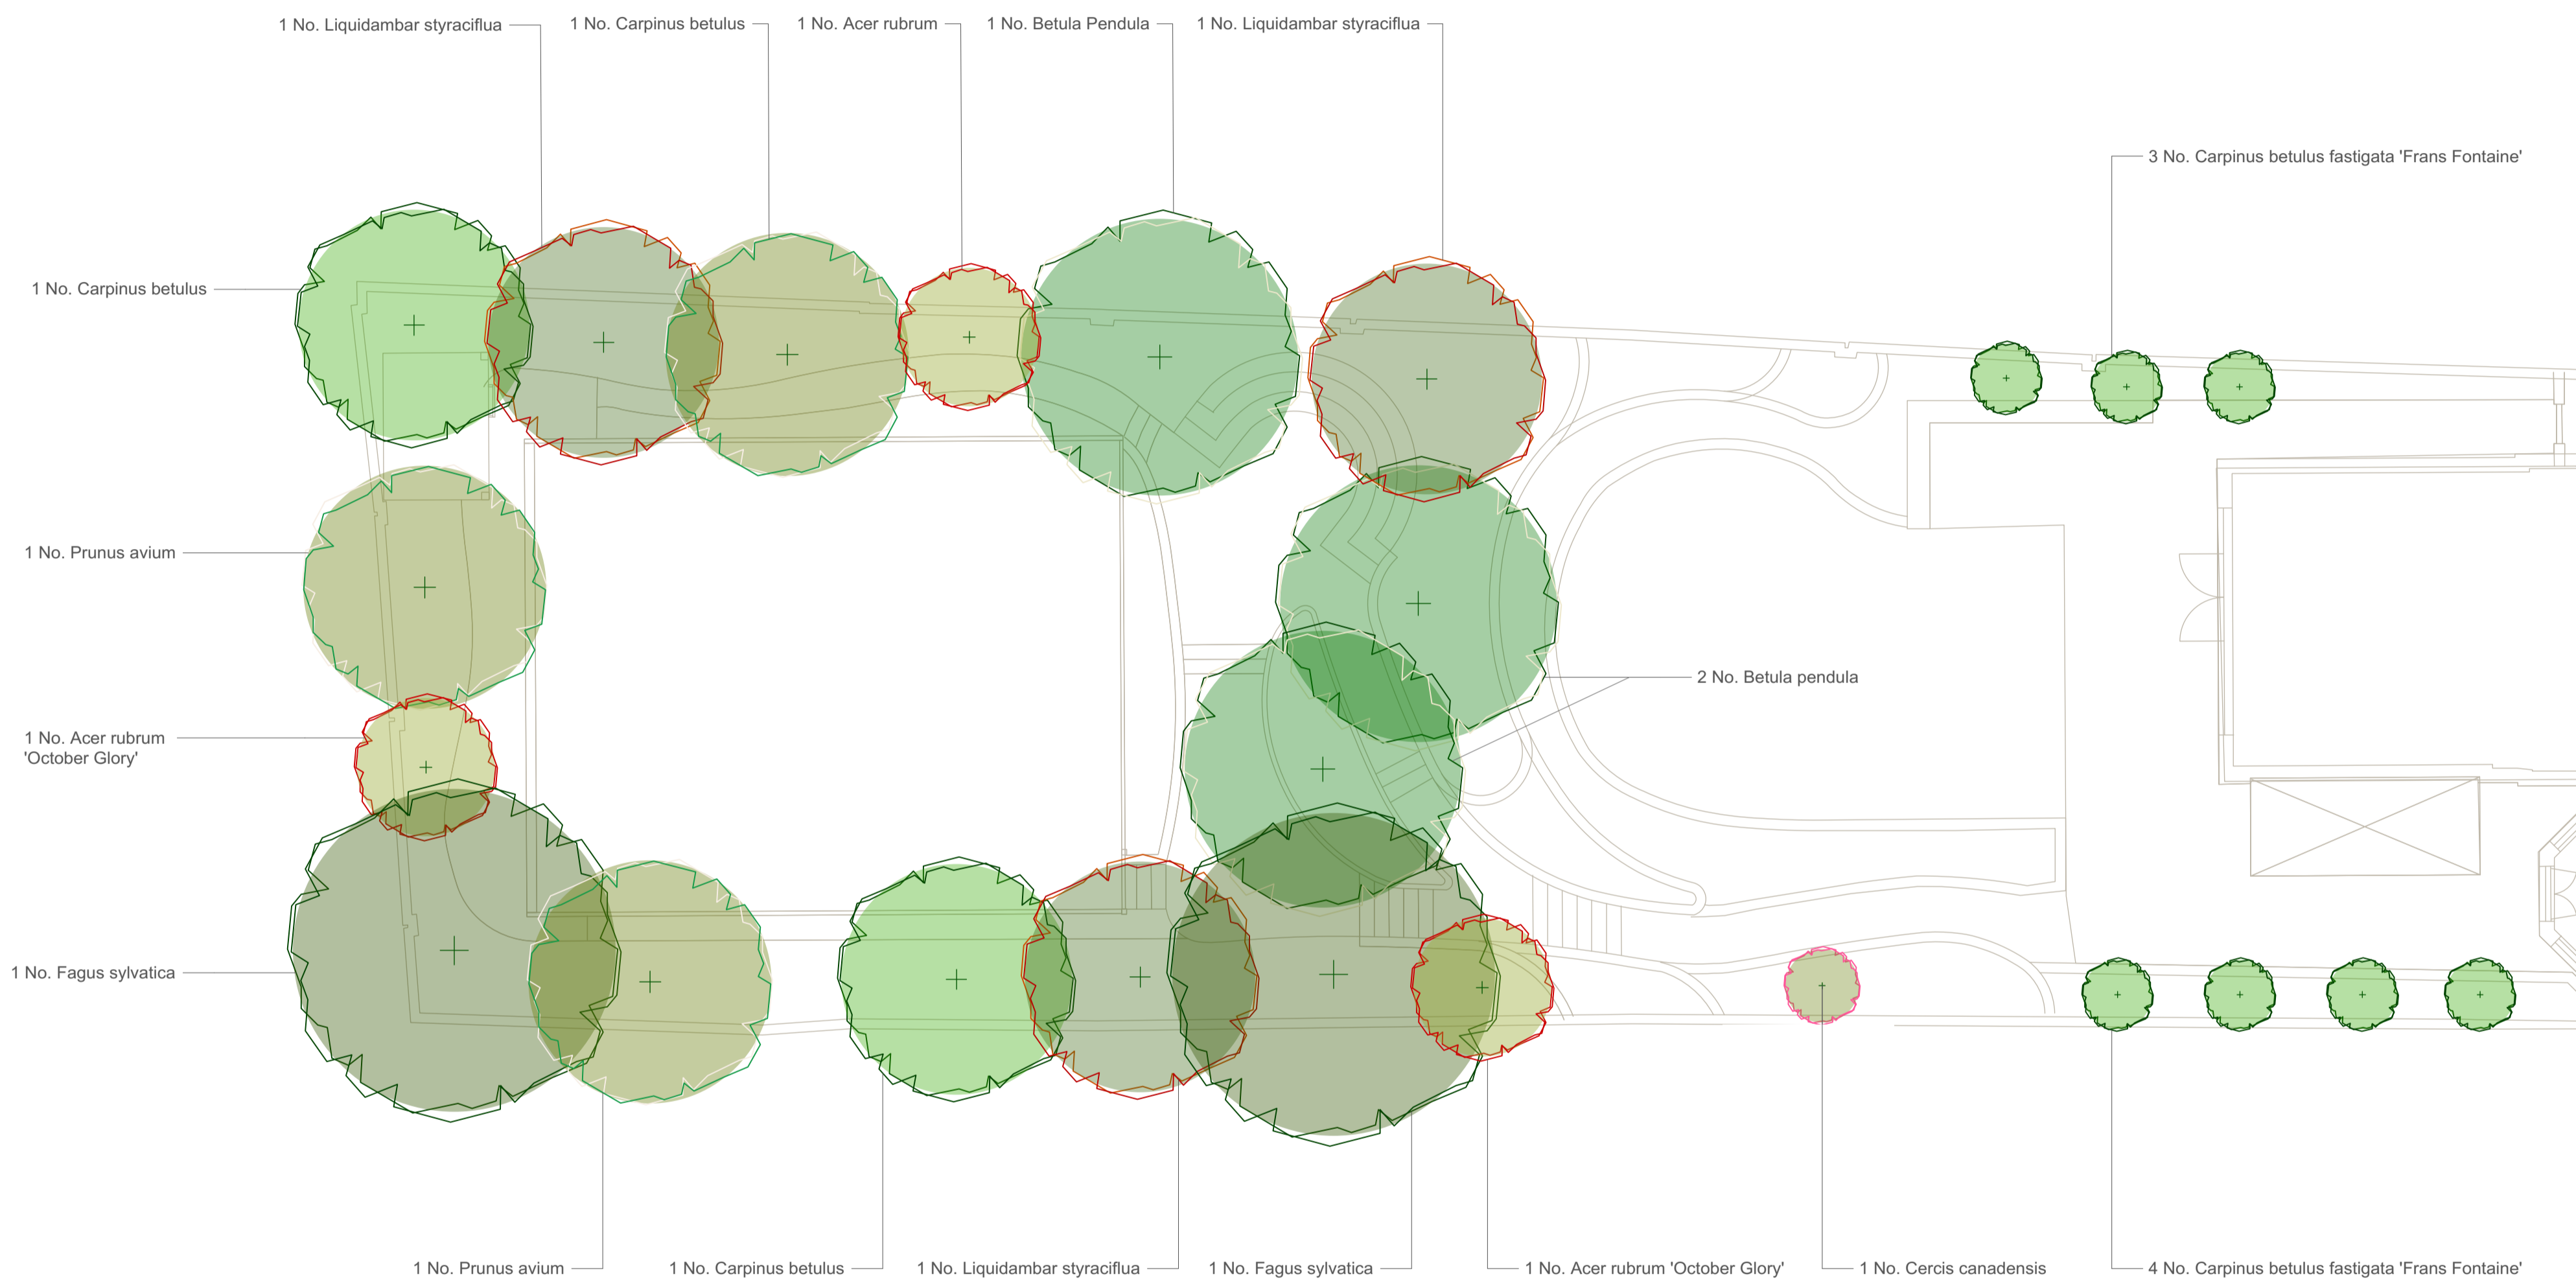 1 No. Liquidambar styraciflua
1 No. Carpinus betulus
1 No. Acer rubrum
1 No. Betula Pendula
1 No. Liquidambar styraciflua
3 No. Carpinus betulus fastigata 'Frans Fontaine'
1 No. Carpinus betulus
1 No. Prunus avium
2 No. Betula pendula
1 No. Acer rubrum
'October Glory'
1 No. Fagus sylvatica
1 No. Prunus avium
1 No. Carpinus betulus
1 No. Liquidambar styraciflua
1 No. Fagus sylvatica
1 No. Acer rubrum 'October Glory'
1 No. Cercis canadensis
4 No. Carpinus betulus fastigata 'Frans Fontaine'